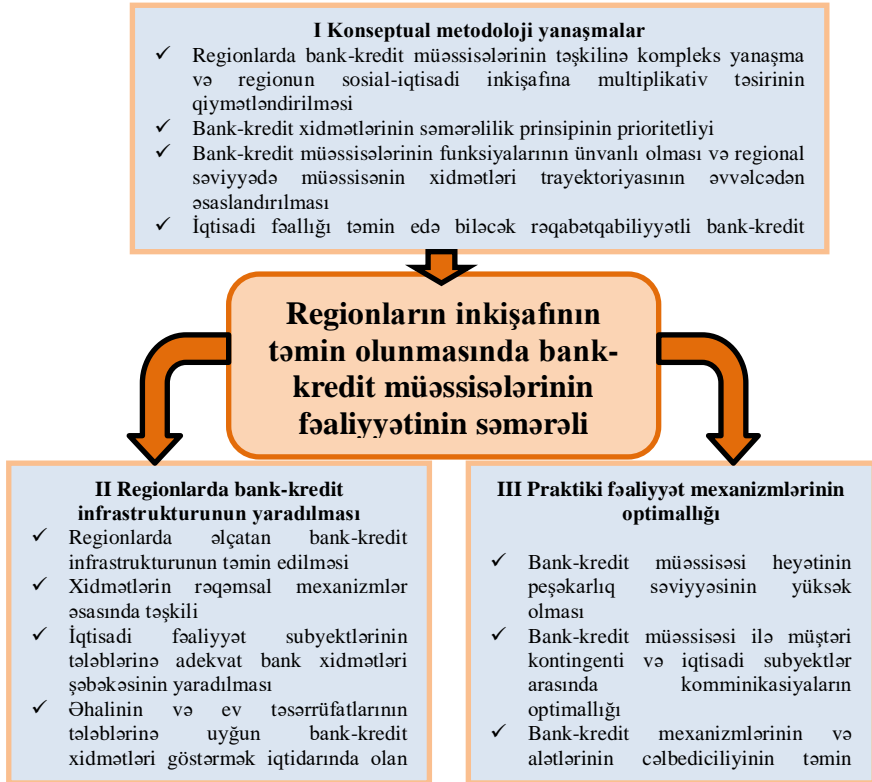 I Konseptual metodoloji yanaşmalar
✓ Regionlarda bank-kredit müəssisələrinin təşkilinə kompleks yanaşma
və regionun sosial-iqtisadi inkişafına multiplikativ təsirinin
qiymətləndirilməsi
✓ Bank-kredit xidmətlərinin səmərəlilik prinsipinin prioritetliyi
✓ Bank-kredit müəssisələrinin funksiyalarının ünvanlı olması və regional
səviyyədə müəssisənin xidmətləri trayektoriyasının əvvəlcədən
əsaslandırılması
✓ İqtisadi fəallığı təmin edə biləcək rəqabətqabiliyyətli bank-kredit
Regionların inkişafının
təmin olunmasında bank-
kredit müəssisələrinin
fəaliyyətinin səmərəli
II Regionlarda bank-kredit
infrastrukturunun yaradılması
✓ Regionlarda əlçatan bank-kredit
infrastrukturunun təmin edilməsi
✓ Xidmətlərin rəqəmsal mexanizmlər
əsasında təşkili
✓ İqtisadi fəaliyyət subyektlərinin
tələblərinə adekvat bank xidmətləri
şəbəkəsinin yaradılması
✓ Əhalinin və ev təsərrüfatlarının
tələblərinə uyğun bank-kredit
xidmətləri göstərmək iqtidarında olan
III Praktiki fəaliyyət mexanizmlərinin
optimallığı
✓ Bank-kredit müəssisəsi heyətinin
peşəkarlıq səviyyəsinin yüksək
olması
✓ Bank-kredit müəssisəsi ilə müştəri
kontingenti və iqtisadi subyektlər
arasında komminikasiyaların
optimallığı
✓ Bank-kredit mexanizmlərinin və
alətlərinin cəlbediciliyinin təmin